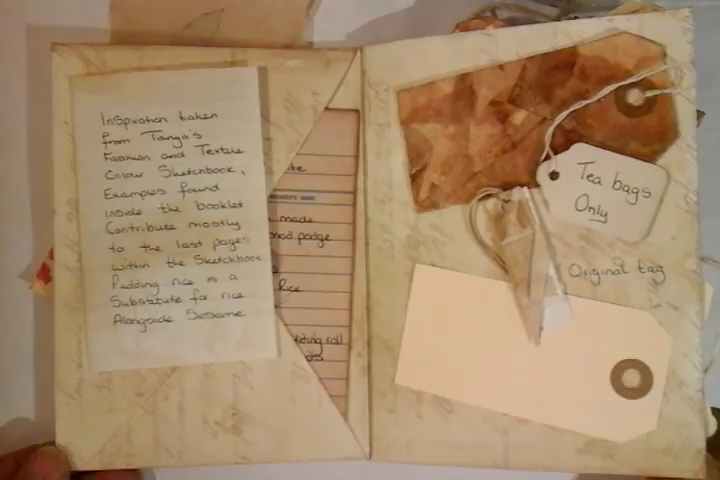 Inspiration taken
from Tanya's
Fashion and Textile
Colour Sketchbook,
Examples found
inside the booklet
Contribute mostly
to the last pages
within the Sketchbook
Pudding rice is a
Substitute for rice
Alongside Sesame
made
podge
Rice
roll
Tea bags
Only
Original tag